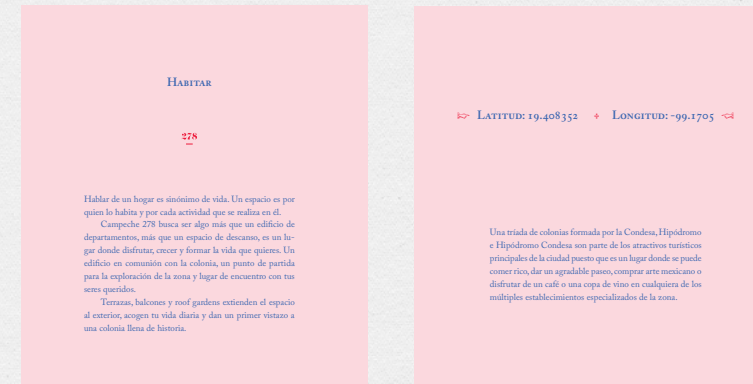 Habitar
278
Hablar de un hogar es sinónimo de vida. Un espacio es por
quien lo habita y por cada actividad que se realiza en él.
Campeche 278 busca ser algo más que un edificio de
departamentos, más que un espacio de descanso, es un lu-
gar donde disfrutar, crecer y formar la vida que quieres. Un
edificio en comunión con la colonia, un punto de partida
para la exploración de la zona y lugar de encuentro con tus
seres queridos.
Terrazas, balcones y roof gardens extienden el espacio
al exterior, acogen tu vida diaria y dan un primer vistazo a
una colonia llena de historia.
Latitud: 19.408352 Longitud: -99.1705
Una tríada de colonias formada por la Condesa, Hipódromo
e Hipódromo Condesa son parte de los atractivos turísticos
principales de la ciudad puesto que es un lugar donde se puede
comer rico, dar un agradable paseo, comprar arte mexicano o
disfrutar de un café o una copa de vino en cualquiera de los
múltiples establecimientos especializados de la zona.